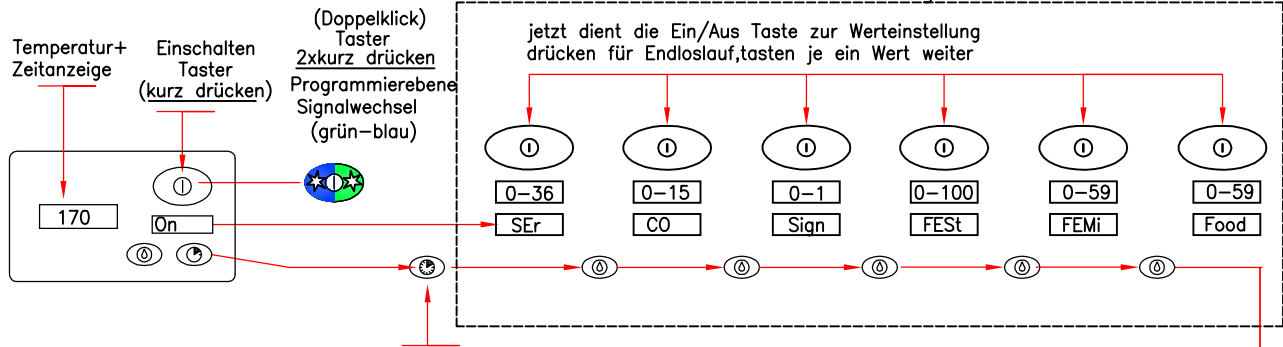 Temperatur+
Zeitanzeige
Einschalten
Taster
(kurz drücken)
(Doppelklick)
Taster
2xkurz drücken
Programmierebene
Signalwechsel
(grün-blau)
jetzt dient die Ein/Aus Taste zur Werteinstellung
drücken für Endloslauf,tasten je ein Wert weiter
170
On
0-36
0-15
0-1
0-100
0-59
0-59
SEr
CO
Sign
FESt
FEMi
Food